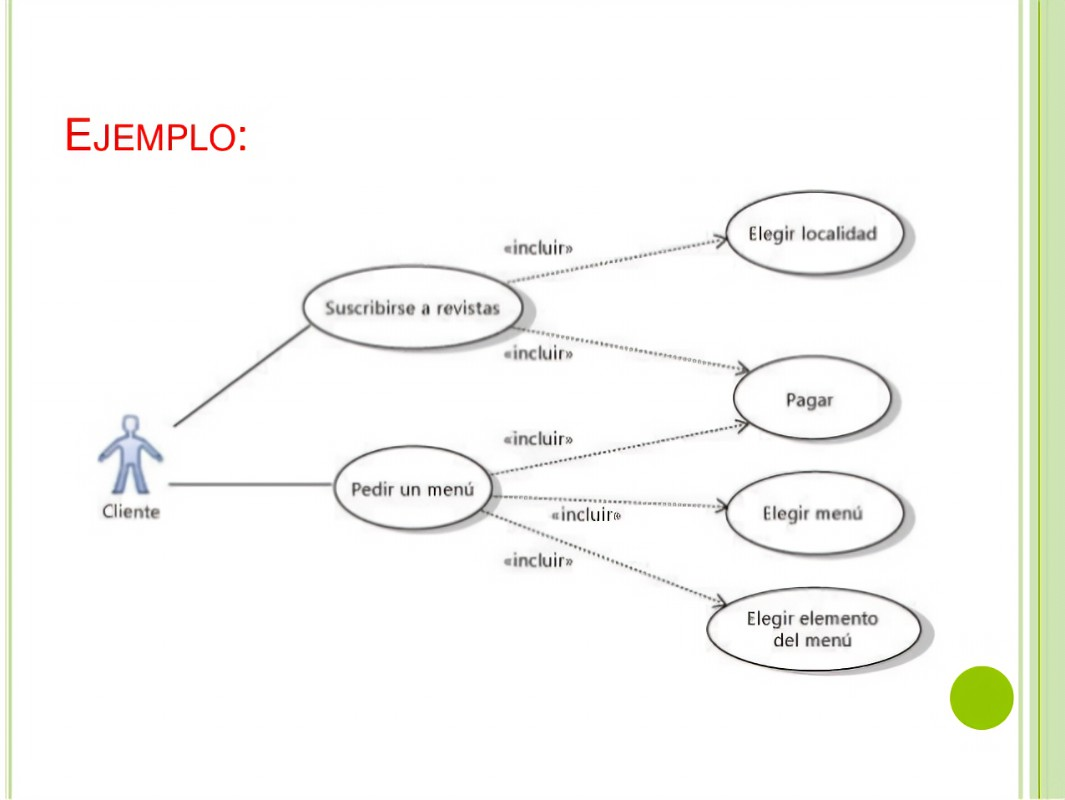 EJEMPLO:
«incluir»
Elegir localidad
Suscribirse a revistas
«incluir»
Pagar
«incluir»
Pedir un menú
«incluir»
Elegir menú
Cliente
«incluir»
Elegir elemento
del menú